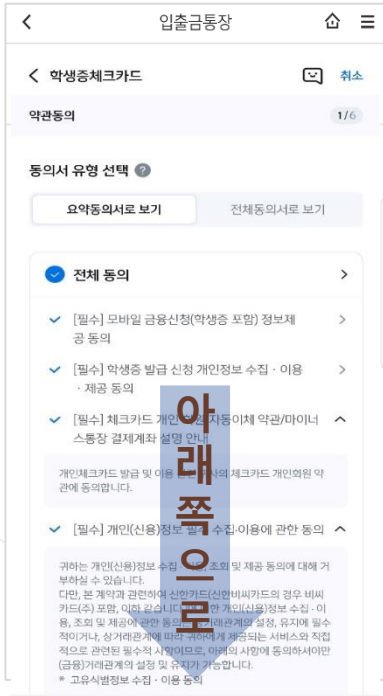 입출금통장
학생증체크카드
취소
약관동의
1/6
동의서 유형 선택 ?
요약동의서로 보기 전체동의서로 보기
전체 동의
[필수] 모바일 금융신청(학생증 포함) 정보제
공 동의
[필수] 학생증 발급 신청 개인정보 수집 · 이용
· 제공 동의
[필수] 체크카드 개인 회원 자동이체 약관/마이너
스통장 결제계좌 설명 안내
개인체크카드 발급 및 이용 체크카드 개인회원 약
관에 동의합니다.
[필수] 개인(신용)정보 필수 수집·이용에 관한 동의
귀하는 개인(신용)정보 수집 · 이용, 조회 및 제공 동의에 대해 거
부하실 수 있습니다.
다만, 본 계약과 관련하여 신한카드(신한비씨카드의 경우 비씨
카드(주) 포함, 이하 같습니다 개인(신용)정보 수집 · 이
용, 조회 및 제공에 관한 동의는 거래관계의 설정, 유지에 필수
적이거나, 상거래관계에 따라 귀하에게 제공되는 서비스와 직접
적으로 관련된 필수적 사항이므로, 아래의 사항에 동의하셔야만
(금융)거래관계의 설정 및 유지가 가능합니다.
* 고유식별정보 수집 · 이용 동의
아래쪽으로